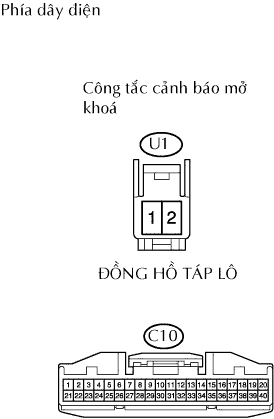 Phía dây điện
Công tắc cảnh báo mở
khoá
U1
1 2
ĐỒNG HỒ TÁP LÔ
C10
1 2 3 4 5 6 7 8 9 10 11 12 13 14 15 16 17 18 19 20
21 22 23 24 25 26 27 28 29 30 31 32 33 34 35 36 37 38 39 40